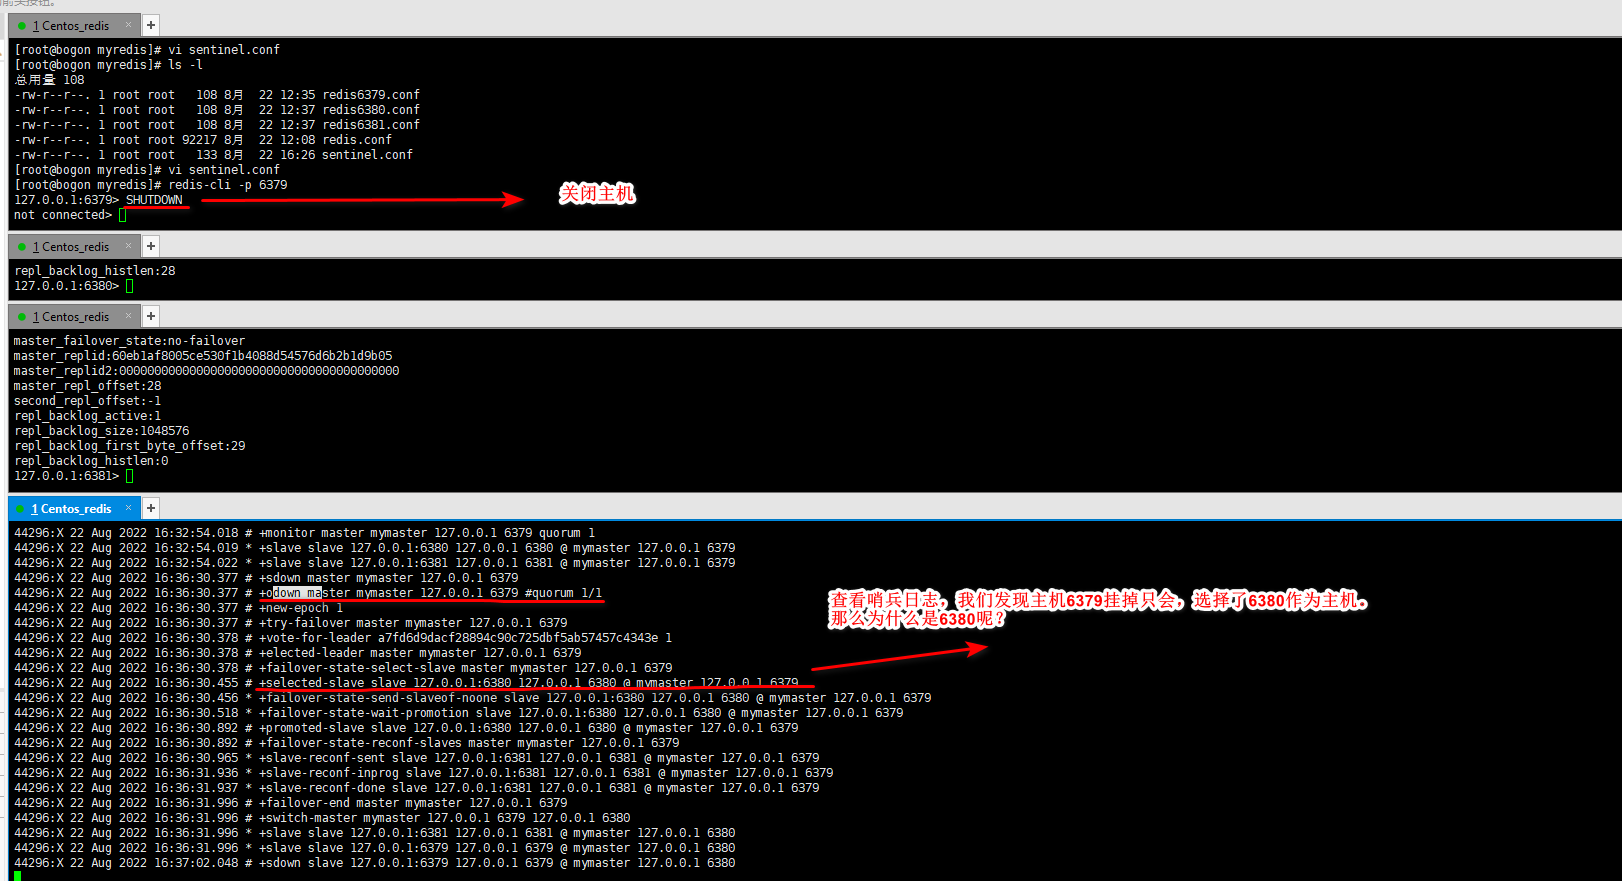 1 Centos_redis × +
[root@bogon myredis]# vi sentinel.conf
[root@bogon myredis]# ls -l
总用量 108
-rw-r--r--. 1 root root   108 8月  22 12:35 redis6379.conf
-rw-r--r--. 1 root root   108 8月  22 12:37 redis6380.conf
-rw-r--r--. 1 root root   108 8月  22 12:37 redis6381.conf
-rw-r--r--. 1 root root 92217 8月  22 12:08 redis.conf
-rw-r--r--. 1 root root   133 8月  22 16:26 sentinel.conf
[root@bogon myredis]# vi sentinel.conf
[root@bogon myredis]# redis-cli -p 6379
127.0.0.1:6379> SHUTDOWN
关闭主机
not connected>
1 Centos_redis × +
repl_backlog_histlen:28
127.0.0.1:6380>
1 Centos_redis × +
master_failover_state:no-failover
master_replid:60eb1af8005ce530f1b4088d54576d6b2b1d9b05
master_replid2:0000000000000000000000000000000000000000
master_repl_offset:28
second_repl_offset:-1
repl_backlog_active:1
repl_backlog_size:1048576
repl_backlog_first_byte_offset:29
repl_backlog_histlen:0
127.0.0.1:6381>
1 Centos_redis × +
44296:X 22 Aug 2022 16:32:54.018 # +monitor master mymaster 127.0.0.1 6379 quorum 1
44296:X 22 Aug 2022 16:32:54.019 * +slave slave 127.0.0.1:6380 127.0.0.1 6380 @ mymaster 127.0.0.1 6379
44296:X 22 Aug 2022 16:32:54.022 * +slave slave 127.0.0.1:6381 127.0.0.1 6381 @ mymaster 127.0.0.1 6379
44296:X 22 Aug 2022 16:36:30.377 # +sdown master mymaster 127.0.0.1 6379
44296:X 22 Aug 2022 16:36:30.377 # +odown master mymaster 127.0.0.1 6379 #quorum 1/1
44296:X 22 Aug 2022 16:36:30.377 # +new-epoch 1
44296:X 22 Aug 2022 16:36:30.377 # +try-failover master mymaster 127.0.0.1 6379
44296:X 22 Aug 2022 16:36:30.378 # +vote-for-leader a7fd6d9dacf28894c90c725dbf5ab57457c4343e 1
44296:X 22 Aug 2022 16:36:30.378 # +elected-leader master mymaster 127.0.0.1 6379
44296:X 22 Aug 2022 16:36:30.378 # +failover-state-select-slave master mymaster 127.0.0.1 6379
44296:X 22 Aug 2022 16:36:30.455 # +selected-slave slave 127.0.0.1:6380 127.0.0.1 6380 @ mymaster 127.0.0.1 6379
44296:X 22 Aug 2022 16:36:30.456 * +failover-state-send-slaveof-noone slave 127.0.0.1:6380 127.0.0.1 6380 @ mymaster 127.0.0.1 6379
44296:X 22 Aug 2022 16:36:30.518 * +failover-state-wait-promotion slave 127.0.0.1:6380 127.0.0.1 6380 @ mymaster 127.0.0.1 6379
44296:X 22 Aug 2022 16:36:30.892 # +promoted-slave slave 127.0.0.1:6380 127.0.0.1 6380 @ mymaster 127.0.0.1 6379
44296:X 22 Aug 2022 16:36:30.892 # +failover-state-reconf-slaves master mymaster 127.0.0.1 6379
44296:X 22 Aug 2022 16:36:30.965 * +slave-reconf-sent slave 127.0.0.1:6381 127.0.0.1 6381 @ mymaster 127.0.0.1 6379
44296:X 22 Aug 2022 16:36:31.936 * +slave-reconf-inprog slave 127.0.0.1:6381 127.0.0.1 6381 @ mymaster 127.0.0.1 6379
44296:X 22 Aug 2022 16:36:31.937 * +slave-reconf-done slave 127.0.0.1:6381 127.0.0.1 6381 @ mymaster 127.0.0.1 6379
44296:X 22 Aug 2022 16:36:31.996 # +failover-end master mymaster 127.0.0.1 6379
44296:X 22 Aug 2022 16:36:31.996 # +switch-master mymaster 127.0.0.1 6379 127.0.0.1 6380
44296:X 22 Aug 2022 16:36:31.996 * +slave slave 127.0.0.1:6381 127.0.0.1 6381 @ mymaster 127.0.0.1 6380
44296:X 22 Aug 2022 16:36:31.996 * +slave slave 127.0.0.1:6379 127.0.0.1 6379 @ mymaster 127.0.0.1 6380
44296:X 22 Aug 2022 16:37:02.048 # +sdown slave 127.0.0.1:6379 127.0.0.1 6379 @ mymaster 127.0.0.1 6380
查看哨兵日志，我们发现主机6379挂掉只会，选择了6380作为主机。
那么为什么是6380呢？